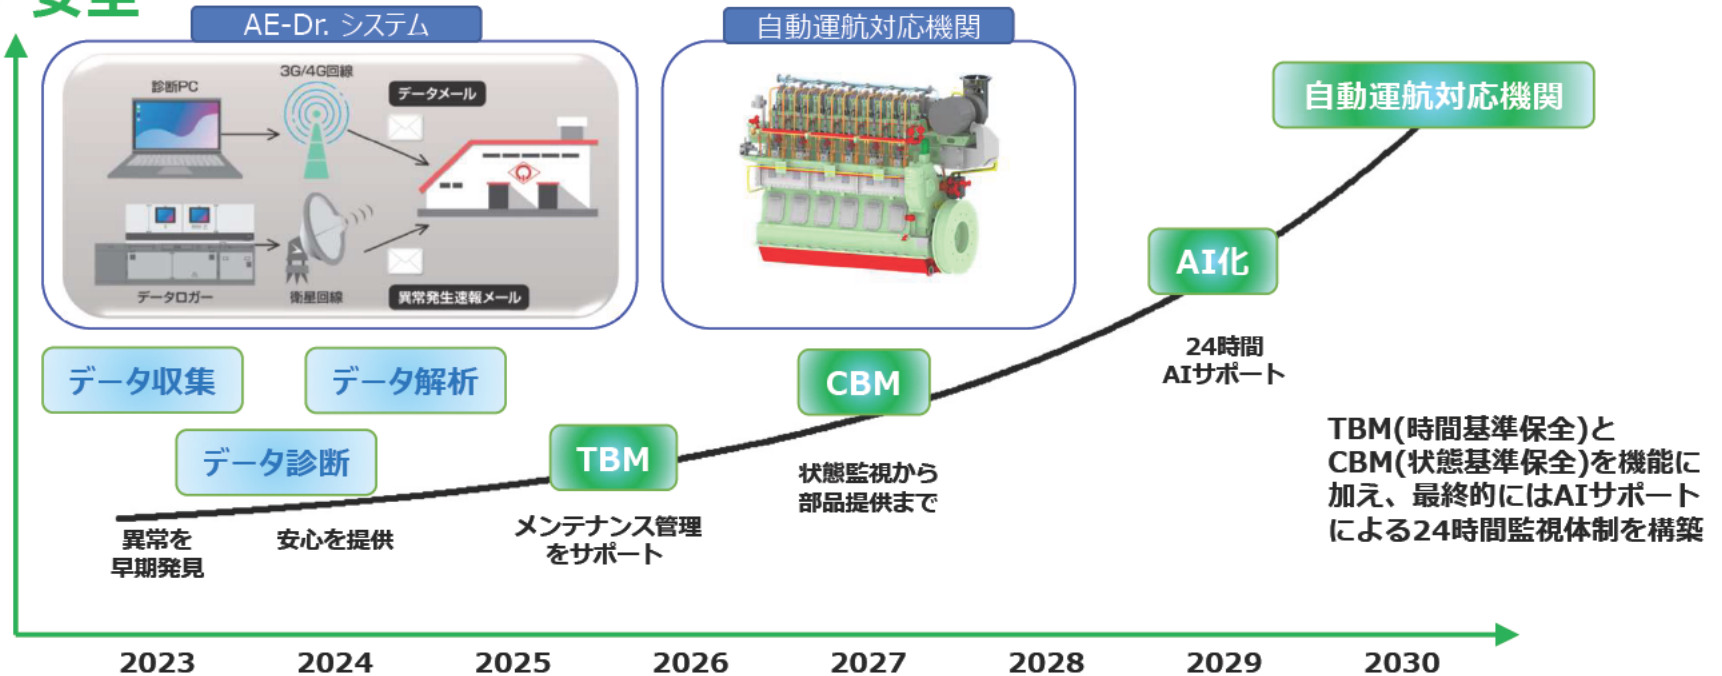 安全
AE-Dr. システム
自動運航対応機関
診断PC
3G/4G回線
データメール
データロガー
衛星回線
異常発生速報メール
自動運航対応機関
AI化
24時間
AIサポート
データ収集
データ解析
データ診断
CBM
TBM
状態監視から
部品提供まで
TBM(時間基準保全)と
CBM(状態基準保全)を機能に
加え、最終的にはAIサポート
による24時間監視体制を構築
異常を
早期発見
安心を提供
メンテナンス管理
をサポート
2023
2024
2025
2026
2027
2028
2029
2030